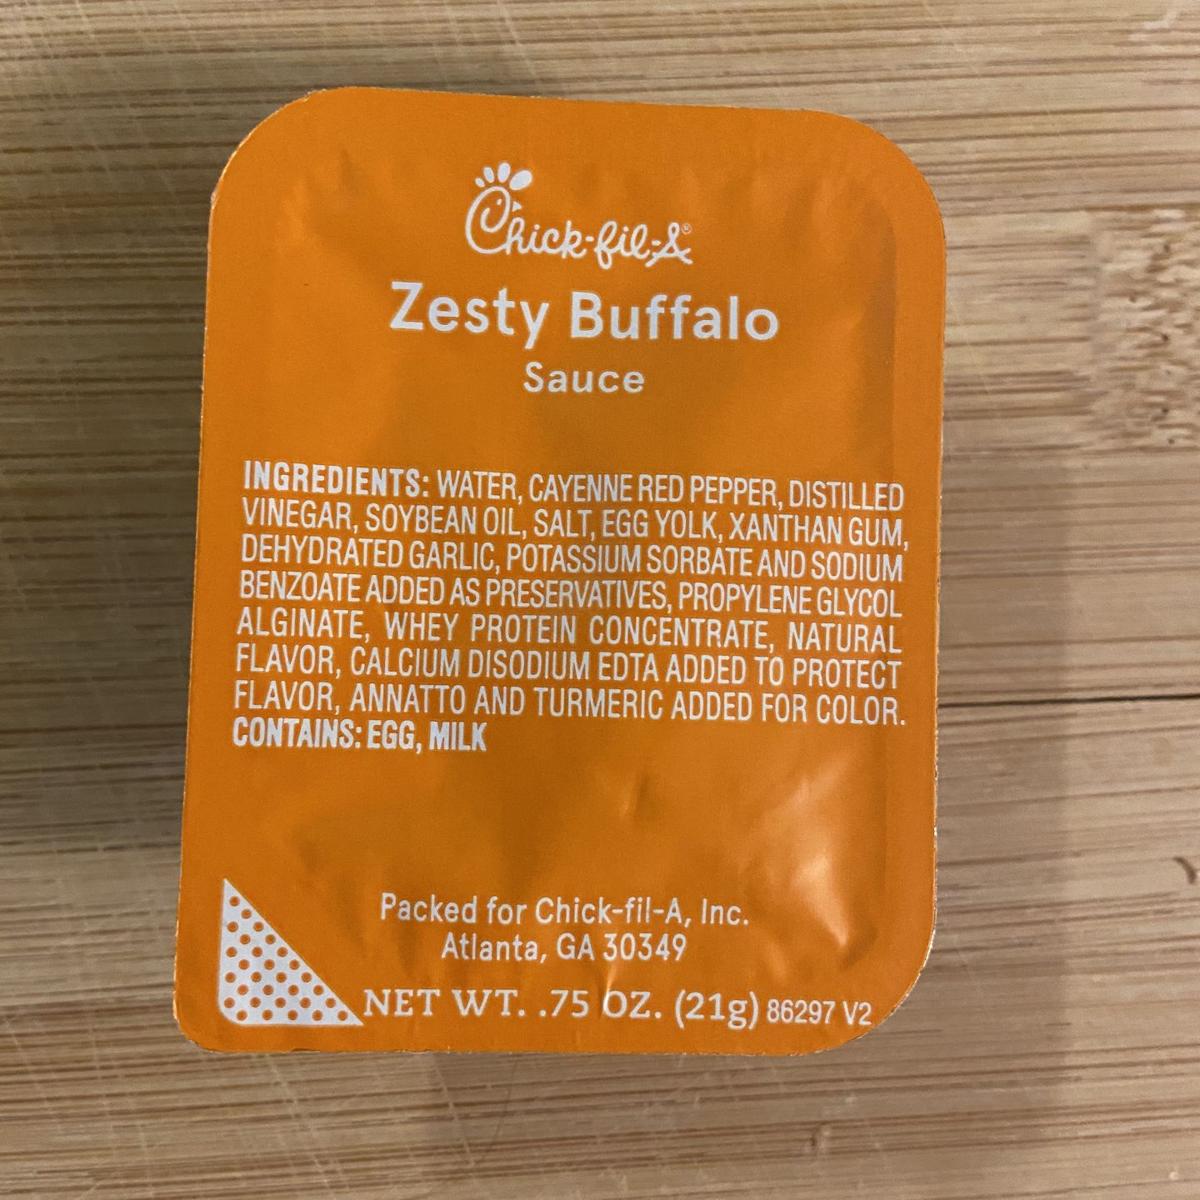 Chick-fil-A®
Zesty Buffalo
Sauce
INGREDIENTS: WATER, CAYENNE RED PEPPER, DISTILLED
VINEGAR, SOYBEAN OIL, SALT, EGG YOLK, XANTHAN GUM,
DEHYDRATED GARLIC, POTASSIUM SORBATE AND SODIUM
BENZOATE ADDED AS PRESERVATIVES, PROPYLENE GLYCOL
ALGINATE, WHEY PROTEIN CONCENTRATE, NATURAL
FLAVOR, CALCIUM DISODIUM EDTA ADDED TO PROTECT
FLAVOR, ANNATTO AND TURMERIC ADDED FOR COLOR.
CONTAINS: EGG, MILK
Packed for Chick-fil-A, Inc.
Atlanta, GA 30349
NET WT. .75 OZ. (21g) 86297 V2